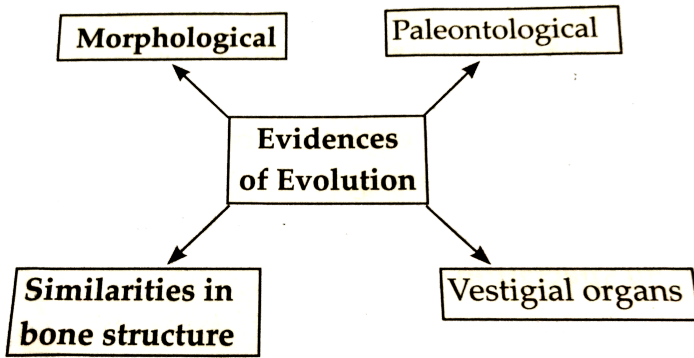 Morphological
Paleontological
Evidences
of Evolution
Similarities in
bone structure
Vestigial organs